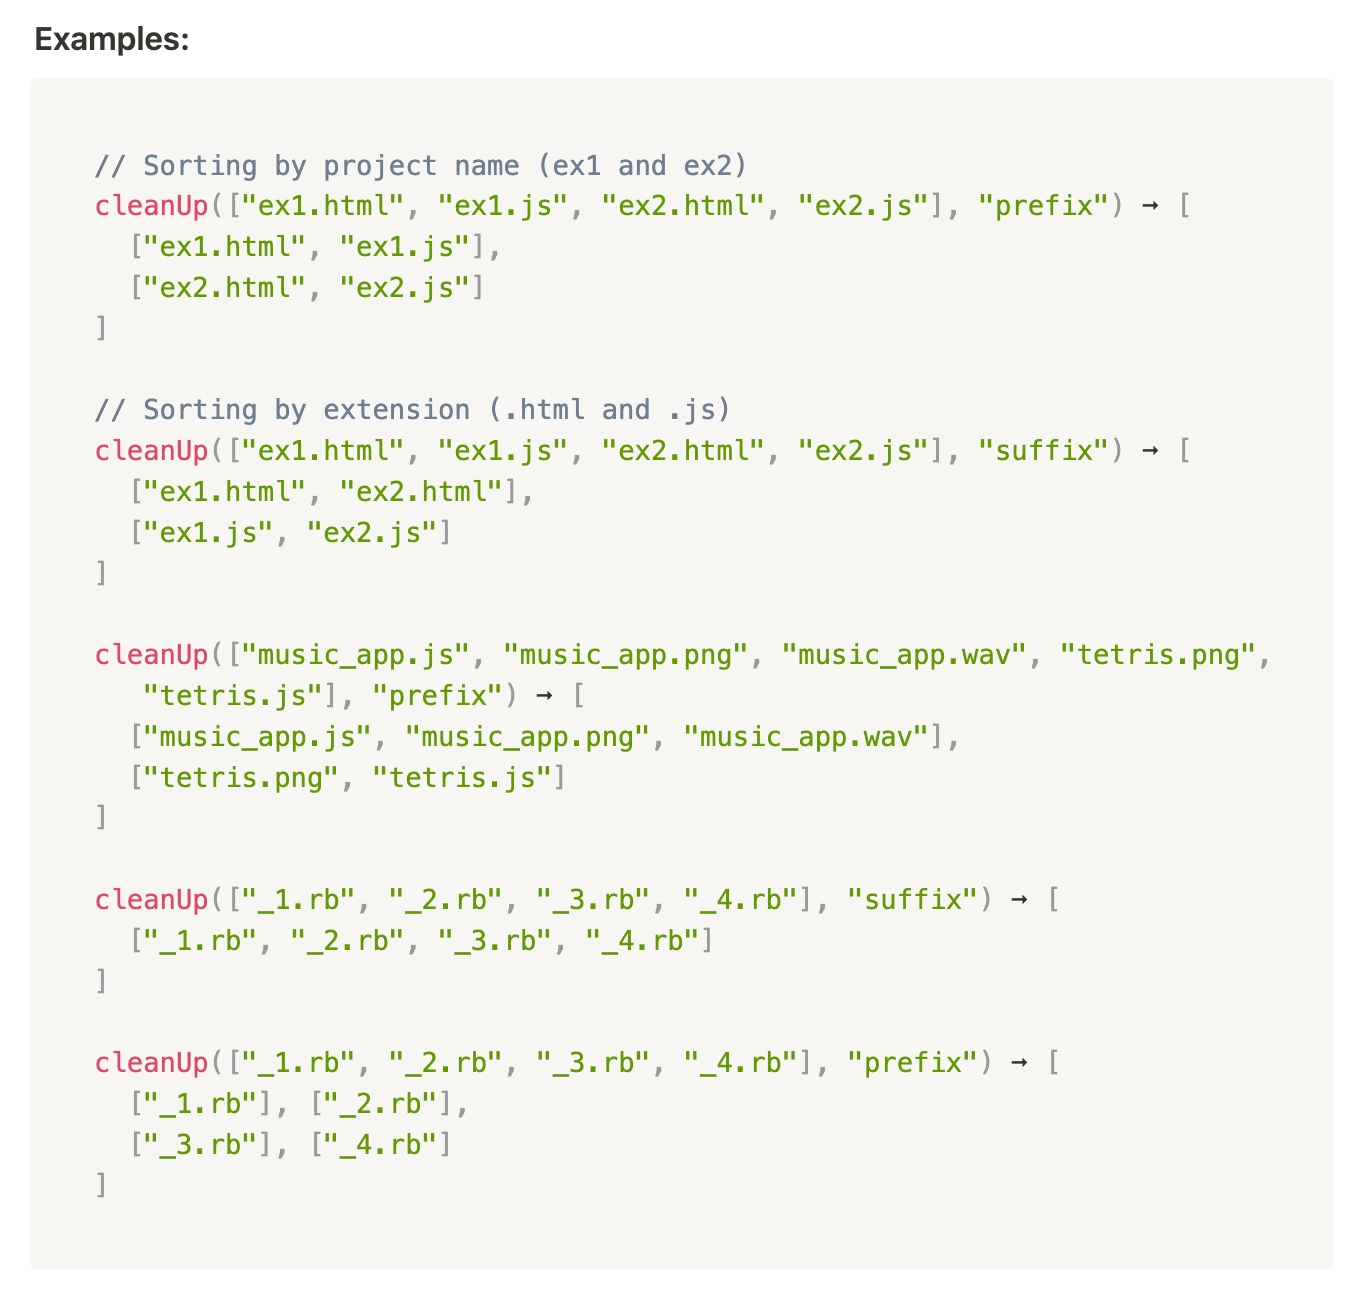 Examples:
// Sorting by project name (ex1 and ex2)
cleanUp(["ex1.html", "ex1.js", "ex2.html", "ex2.js"], "prefix") ➞ [
  ["ex1.html", "ex1.js"],
  ["ex2.html", "ex2.js"]
]
// Sorting by extension (.html and .js)
cleanUp(["ex1.html", "ex1.js", "ex2.html", "ex2.js"], "suffix") ➞ [
  ["ex1.html", "ex2.html"],
  ["ex1.js", "ex2.js"]
]
cleanUp(["music_app.js", "music_app.png", "music_app.wav", "tetris.png",
   "tetris.js"], "prefix") ➞ [
  ["music_app.js", "music_app.png", "music_app.wav"],
  ["tetris.png", "tetris.js"]
]
cleanUp(["_1.rb", "_2.rb", "_3.rb", "_4.rb"], "suffix") ➞ [
  ["_1.rb", "_2.rb", "_3.rb", "_4.rb"]
]
cleanUp(["_1.rb", "_2.rb", "_3.rb", "_4.rb"], "prefix") ➞ [
  ["_1.rb"], ["_2.rb"],
  ["_3.rb"], ["_4.rb"]
]